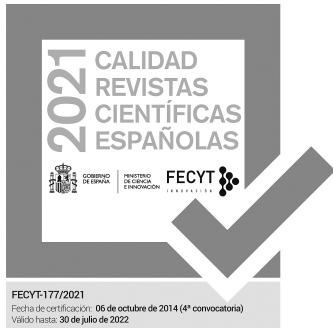 2021
CALIDAD
REVISTAS
CIENTÍFICAS
ESPAÑOLAS
GOBIERNO
DE ESPAÑA
MINISTERIO
DE CIENCIA
E INNOVACIÓN
FECYT
INNOVACIÓN
FECYT-177/2021
Fecha de certificación: 06 de octubre de 2014 (4ª convocatoria)
Válido hasta: 30 de julio de 2022